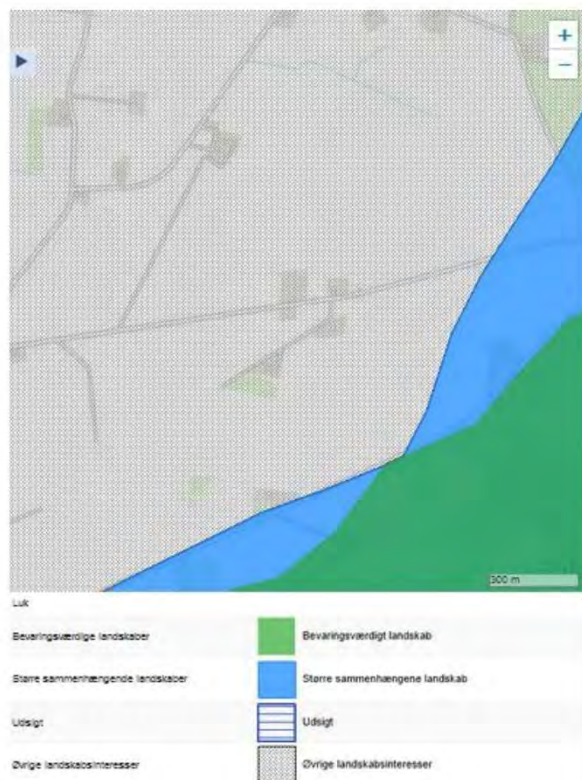 +
−
300 m
Luk
Bevaringsværdige landskaber Bevaringsværdigt landskab
Større sammenhængende landskaber Større sammenhængene landskab
Udsigt Udsigt
Øvrige landskabsinteresser Øvrige landskabsinteresser